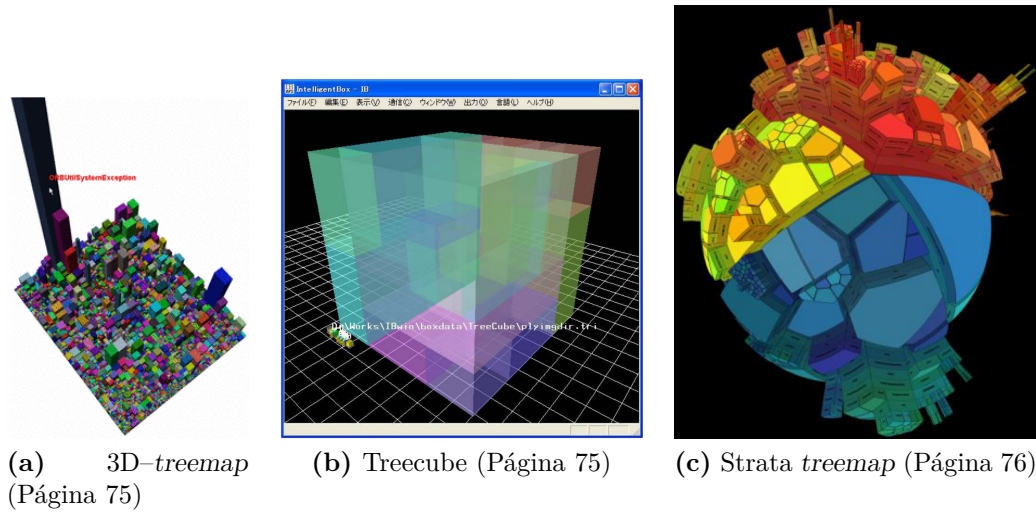 IntelligentBox - IB
ファイル(F) 編集(E) 表示(V) 通信(C) ウィンドウ(W) 出力(O) 言語(L) ヘルプ(H)
ORBUtilSystemException
D:\Works\IBwin\boxdata\TreeCube\plyimgdir.tri
(a) 3D–treemap
(Página 75)
(b) Treecube (Página 75)
(c) Strata treemap (Página 76)